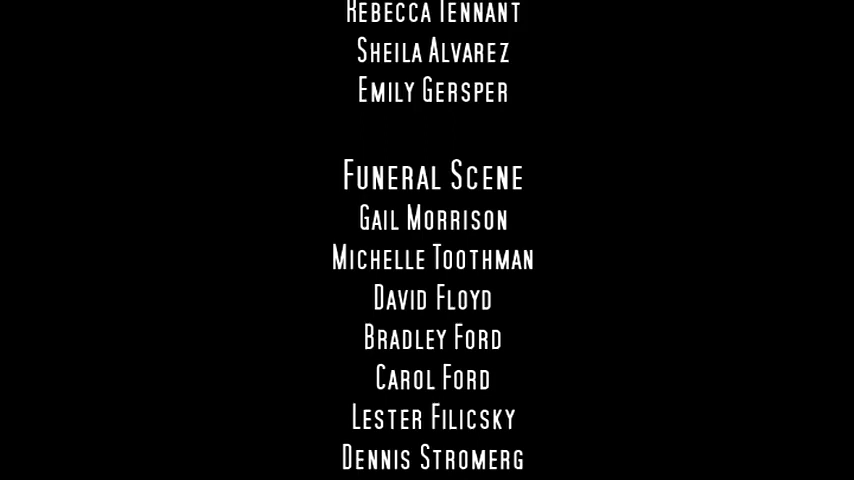 Rebecca Tennant
Sheila Alvarez
Emily Gersper
Funeral Scene
Gail Morrison
Michelle Toothman
David Floyd
Bradley Ford
Carol Ford
Lester Filicsky
Dennis Stromerg